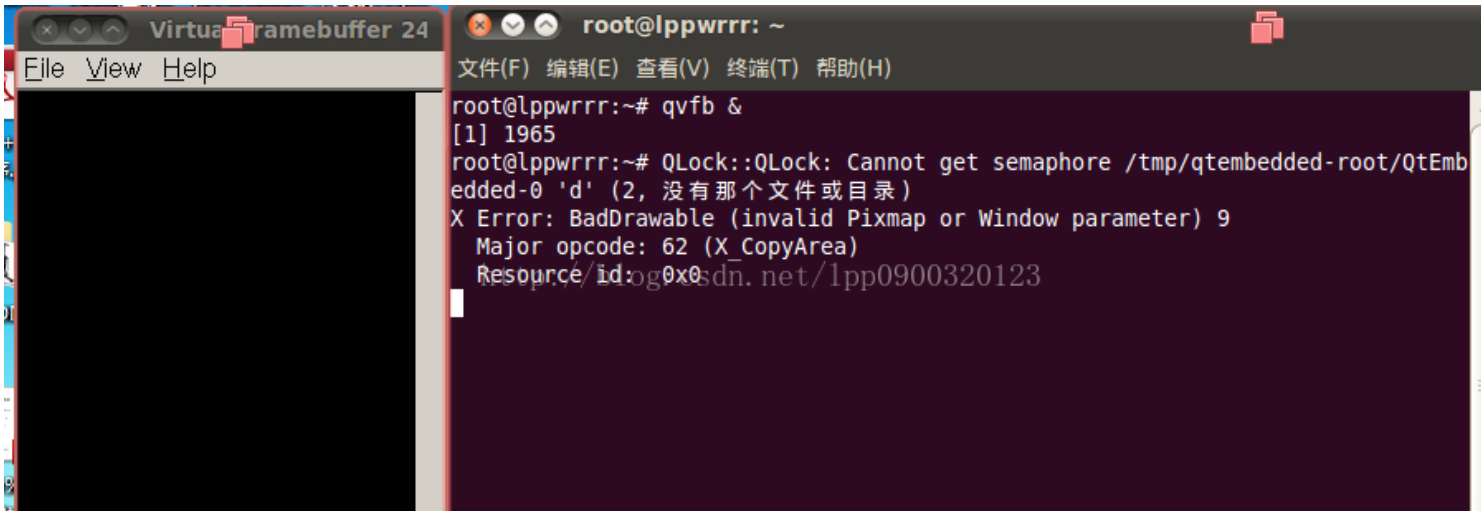 Virtual Framebuffer 24
File View Help
root@lppwrrr: ~
文件(F) 编辑(E) 查看(V) 终端(T) 帮助(H)
root@lppwrrr:~# qvfb &
[1] 1965
root@lppwrrr:~# QLock::QLock: Cannot get semaphore /tmp/qtembedded-root/QtEmb
edded-0 'd' (2, 没有那个文件或目录)
X Error: BadDrawable (invalid Pixmap or Window parameter) 9
Major opcode: 62 (X_CopyArea)
Resource id: 0x0
http://blog.csdn.net/lpp0900320123